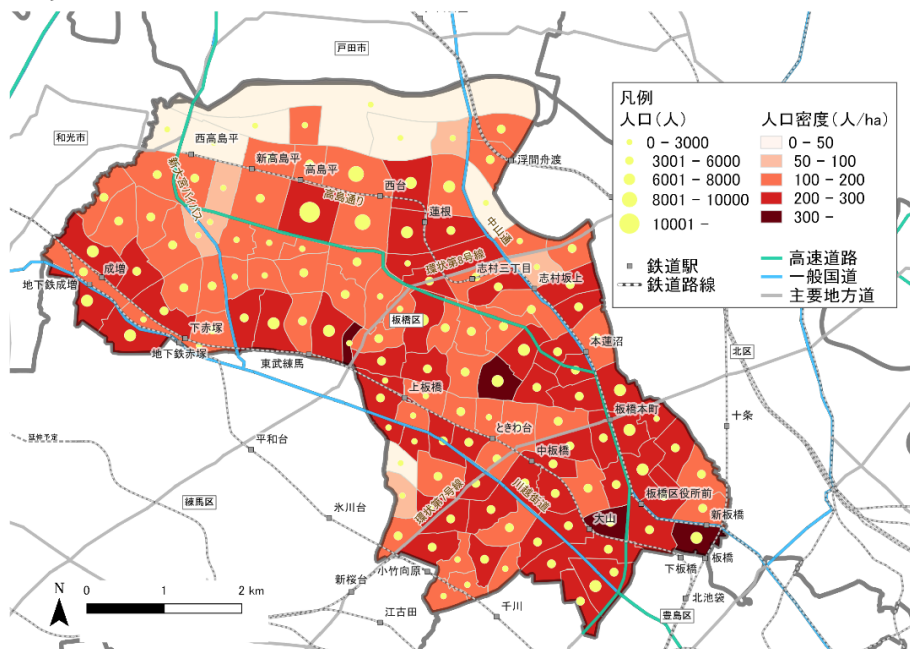 戸田市
和光市
西高島平
新高島平
高島平
西台
浮間舟渡
新大宮バイパス
高島通り
蓮根
中山道
環状第8号線
志村三丁目
志村坂上
成増
地下鉄成増
下赤塚
地下鉄赤塚
東武練馬
板橋区
本蓮沼
北区
上板橋
ときわ台
板橋本町
十条
延伸予定
平和台
中板橋
練馬区
氷川台
環状第7号線
川越街道
板橋区役所前
大山
新板橋
下板橋
板橋
小竹向原
新桜台
江古田
千川
北池袋
豊島区
凡例
人口(人)
0 - 3000
3001 - 6000
6001 - 8000
8001 - 10000
10001 -
鉄道駅
鉄道路線
人口密度(人/ha)
0 - 50
50 - 100
100 - 200
200 - 300
300 -
高速道路
一般国道
主要地方道
N
0 1 2 km